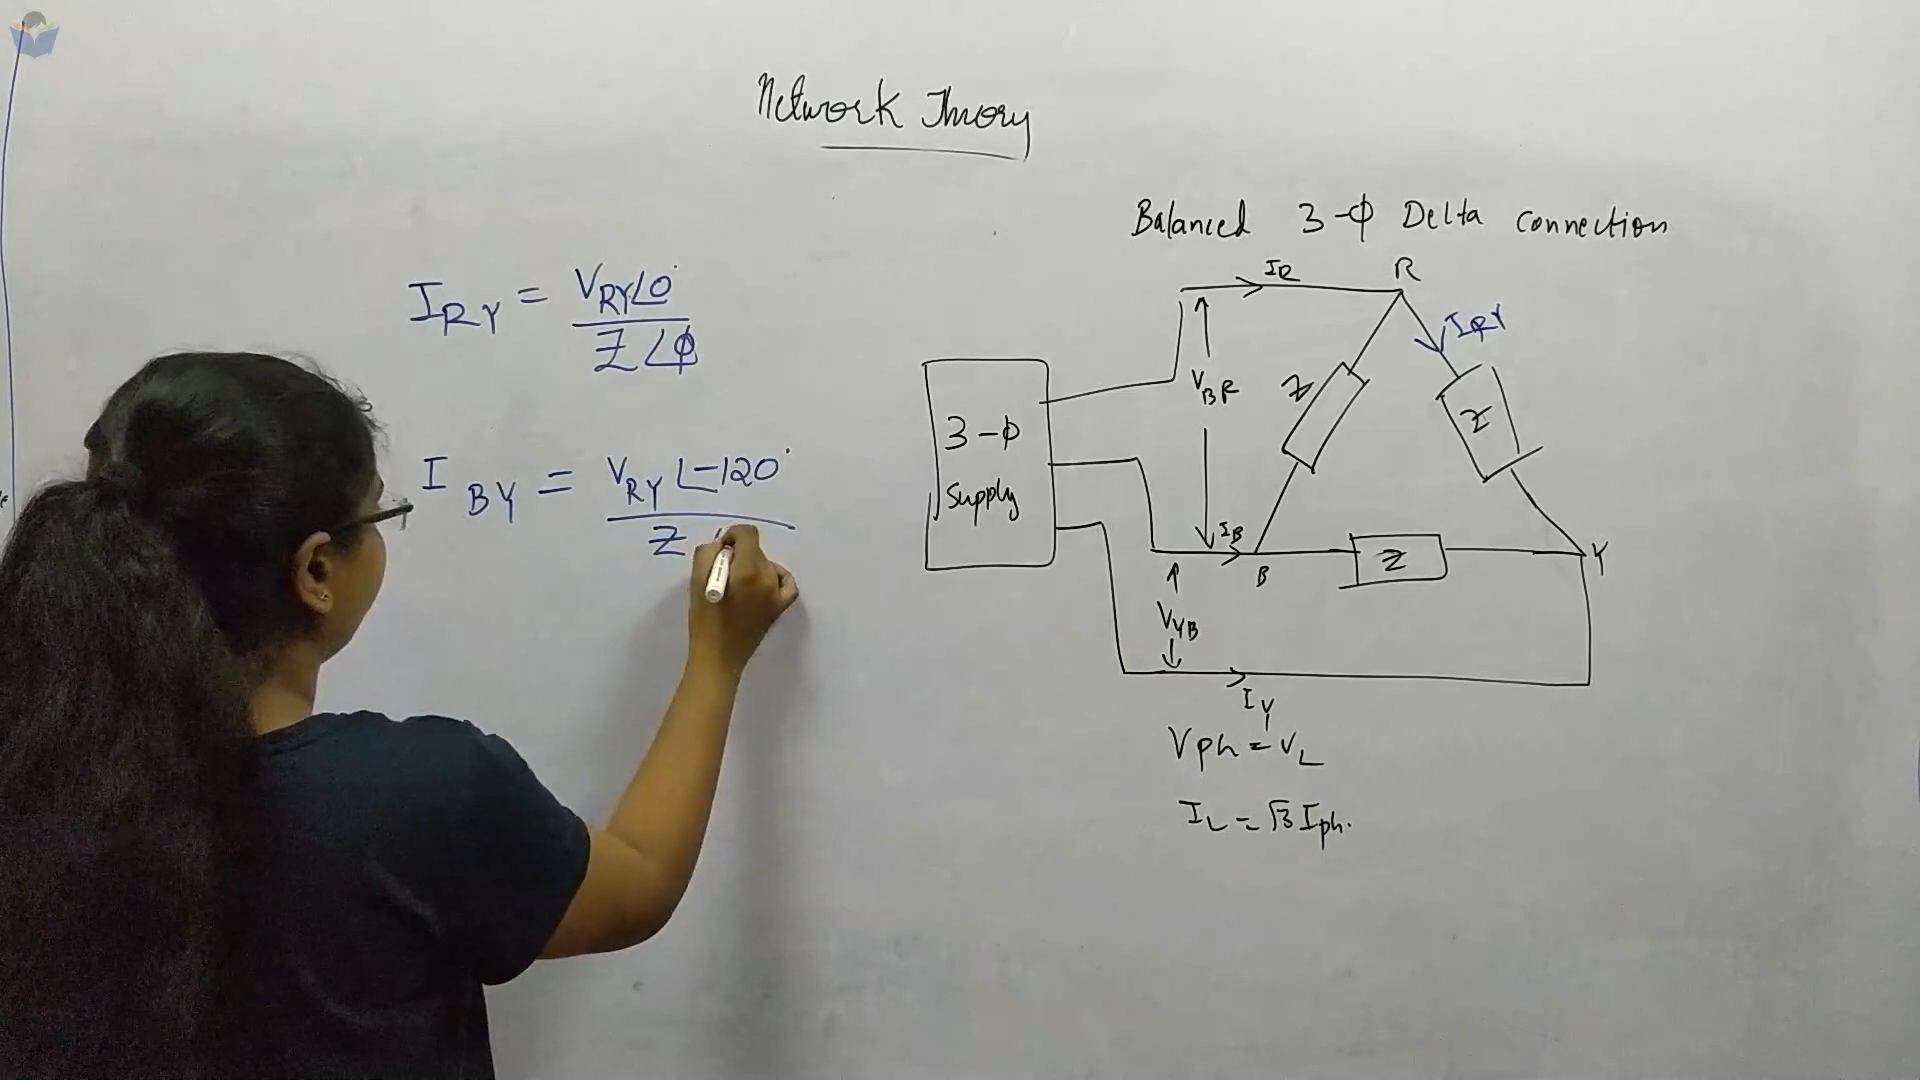 Network Theory
Balanced 3-ϕ Delta connection
I_RY = V_RY∠0° / Z∠ϕ
I_BY = V_RY∠-120° / Z
I_R
R
I_RY
V_BR
Z
Z
3-ϕ
Supply
I_B
B
Z
Y
V_YB
I_Y
Vph = V_L
I_L = √3 Iph.